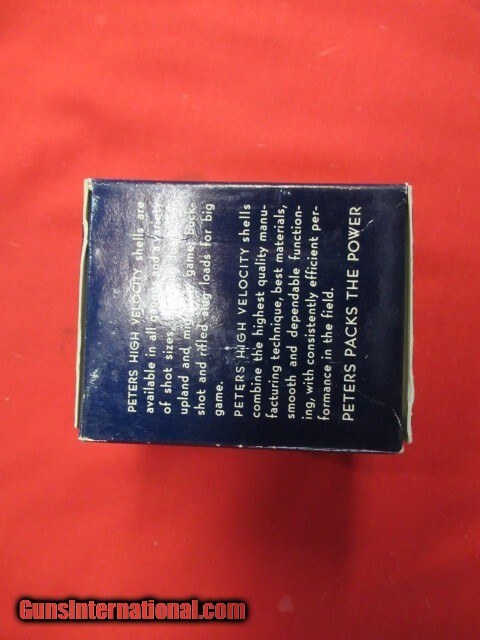 PETERS HIGH VELOCITY shells are
available in all and a variety
of shot sizes
upland and game; buck-
shot and rifled slug loads for big
game.
PETERS HIGH VELOCITY shells
combine the highest quality manu-
facturing technique, best materials,
smooth and dependable function-
ing, with consistently efficient per-
formance in the field.
PETERS PACKS THE POWER
GunsInternational.com